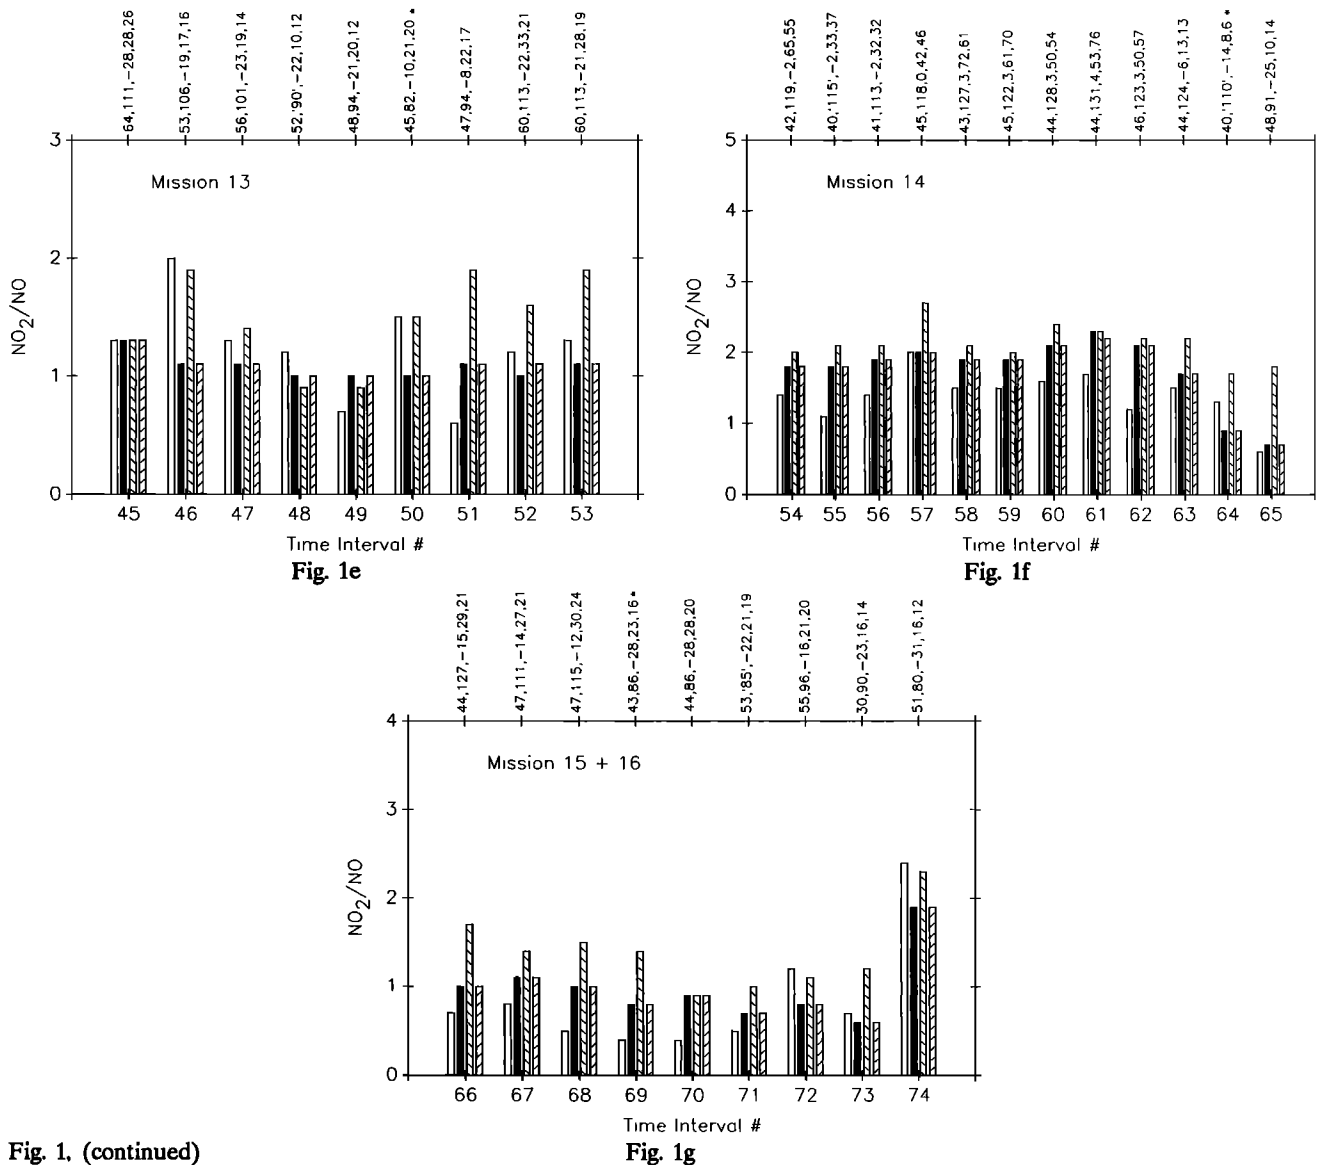 64,111,-28,28,26
53,106,-19,17,16
56,101,-23,19,14
52,'90',-22,10,12
48,94,-21,20,12
45,82,-10,21,20 *
47,94,-8,22,17
60,113,-22,33,21
60,113,-21,28,19
3
2
1
0
NO2/NO
Mission 13
45 46 47 48 49 50 51 52 53
Time Interval #
Fig. 1e
42,119,-2,65,55
40,'115',-2,33,37
41,113,-2,32,32
45,118,0,42,46
43,127,3,72,61
45,122,3,61,70
44,128,3,50,54
44,131,4,53,76
46,123,3,50,57
44,124,-6,13,13
40,'110',-14,8,6 *
48,91,-25,10,14
5
4
3
2
1
0
NO2/NO
Mission 14
54 55 56 57 58 59 60 61 62 63 64 65
Time Interval #
Fig. 1f
44,127,-15,29,21
47,111,-14,27,21
47,115,-12,30,24
43,86,-28,23,16 *
44,86,-28,28,20
53,'85',-22,21,19
55,96,-16,21,20
30,90,-23,16,14
51,80,-31,16,12
4
3
2
1
0
NO2/NO
Mission 15 + 16
66 67 68 69 70 71 72 73 74
Time Interval #
Fig. 1g
Fig. 1, (continued)